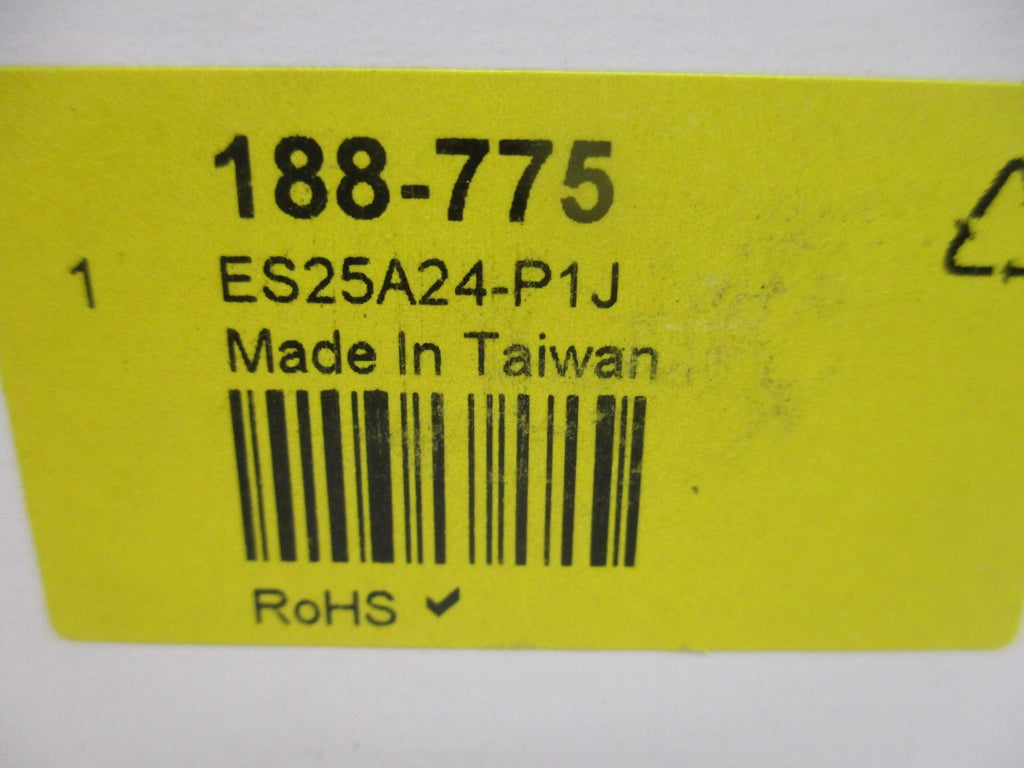 188-775
1
ES25A24-P1J
Made In Taiwan
RoHS ✓